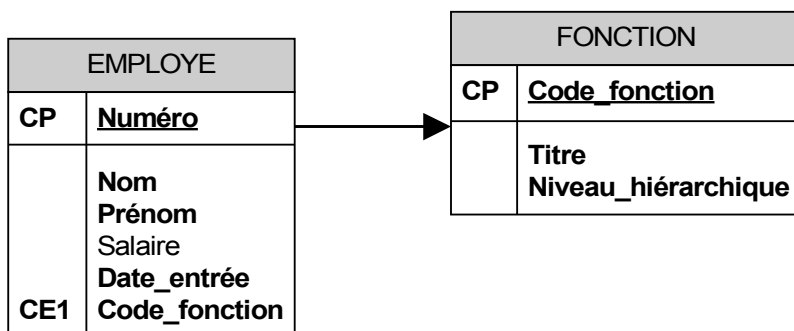 EMPLOYE
CP Numéro
Nom
Prénom
Salaire
Date_entrée
CE1 Code_fonction
FONCTION
CP Code_fonction
Titre
Niveau_hiérarchique